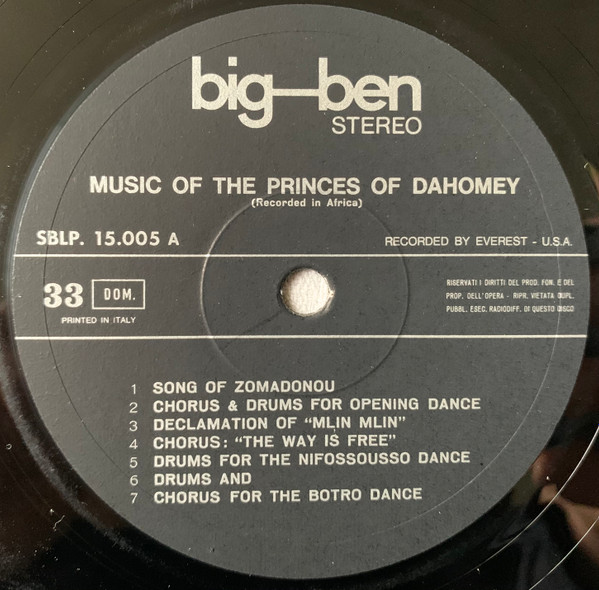 big-ben
STEREO
MUSIC OF THE PRINCES OF DAHOMEY
(Recorded in Africa)
SBLP. 15.005 A
RECORDED BY EVEREST - U.S.A.
33 DOM.
PRINTED IN ITALY
RISERVATI I DIRITTI DEL PROD. FON. E DEL
PROP. DELL'OPERA - RIPR. VIETATA DUPL.
PUBBL. ESEC. RADIODIFF. DI QUESTO DISCO
1 SONG OF ZOMADONOU
2 CHORUS & DRUMS FOR OPENING DANCE
3 DECLAMATION OF "MLIN MLIN"
4 CHORUS: "THE WAY IS FREE"
5 DRUMS FOR THE NIFOSSOUSSO DANCE
6 DRUMS AND
7 CHORUS FOR THE BOTRO DANCE